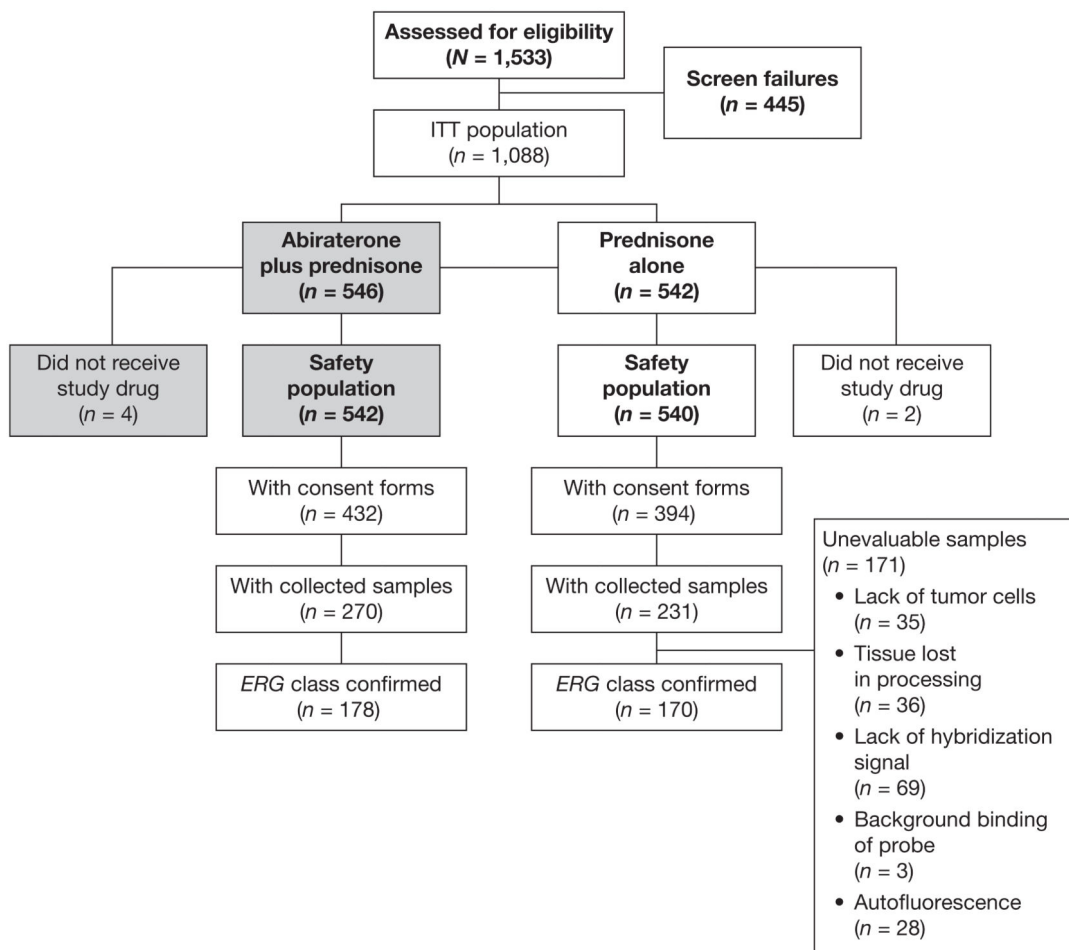 Assessed for eligibility
(N = 1,533)
Screen failures
(n = 445)
ITT population
(n = 1,088)
Abiraterone
plus prednisone
(n = 546)
Prednisone
alone
(n = 542)
Did not receive
study drug
(n = 4)
Safety
population
(n = 542)
Safety
population
(n = 540)
Did not receive
study drug
(n = 2)
With consent forms
(n = 432)
With consent forms
(n = 394)
With collected samples
(n = 270)
With collected samples
(n = 231)
ERG class confirmed
(n = 178)
ERG class confirmed
(n = 170)
Unevaluable samples
(n = 171)
• Lack of tumor cells
(n = 35)
• Tissue lost
in processing
(n = 36)
• Lack of hybridization
signal
(n = 69)
• Background binding
of probe
(n = 3)
• Autofluorescence
(n = 28)